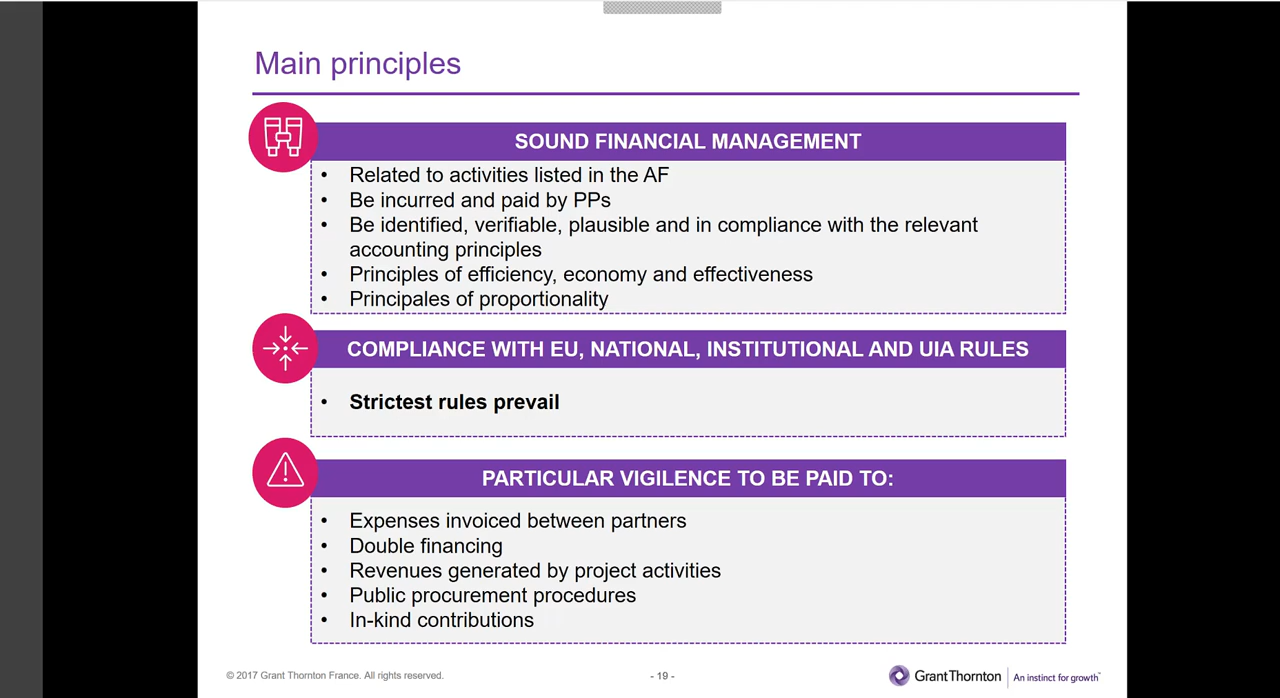 Main principles
SOUND FINANCIAL MANAGEMENT
• Related to activities listed in the AF
• Be incurred and paid by PPs
• Be identified, verifiable, plausible and in compliance with the relevant
accounting principles
• Principles of efficiency, economy and effectiveness
• Principales of proportionality
COMPLIANCE WITH EU, NATIONAL, INSTITUTIONAL AND UIA RULES
• Strictest rules prevail
PARTICULAR VIGILENCE TO BE PAID TO:
• Expenses invoiced between partners
• Double financing
• Revenues generated by project activities
• Public procurement procedures
• In-kind contributions
© 2017 Grant Thornton France. All rights reserved.
- 19 -
GrantThornton
An instinct for growth™